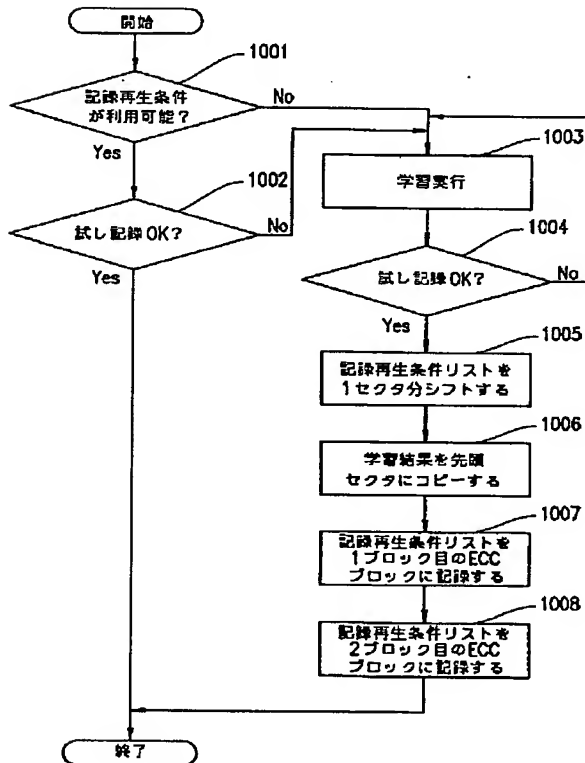 開始
1001
記録再生条件
が利用可能?
No
Yes
1002
試し記録OK?
No
Yes
1003
学習実行
1004
試し記録OK?
No
Yes
1005
記録再生条件リストを
1セクタ分シフトする
1006
学習結果を先頭
セクタにコピーする
1007
記録再生条件リストを
1ブロック目のECC
ブロックに記録する
1008
記録再生条件リストを
2ブロック目のECC
ブロックに記録する
終了